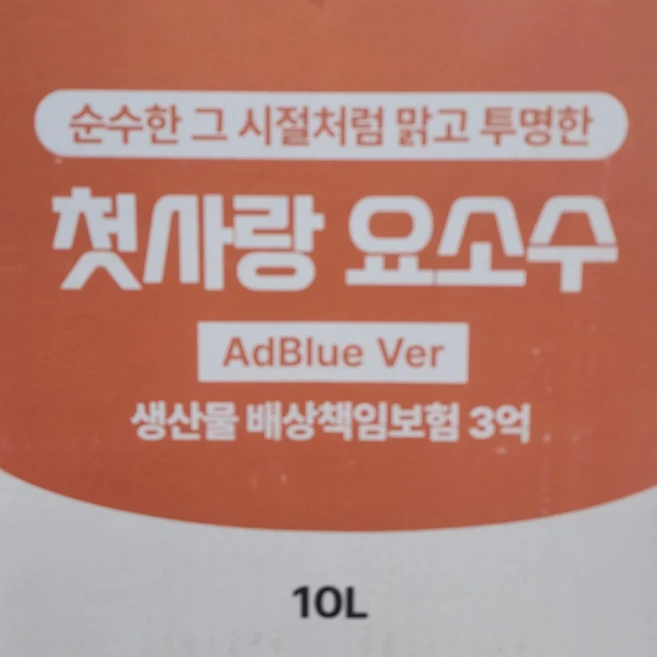 순수한 그 시절처럼 맑고 투명한
첫사랑 요소수
AdBlue Ver
생산물 배상책임보험 3억
10L